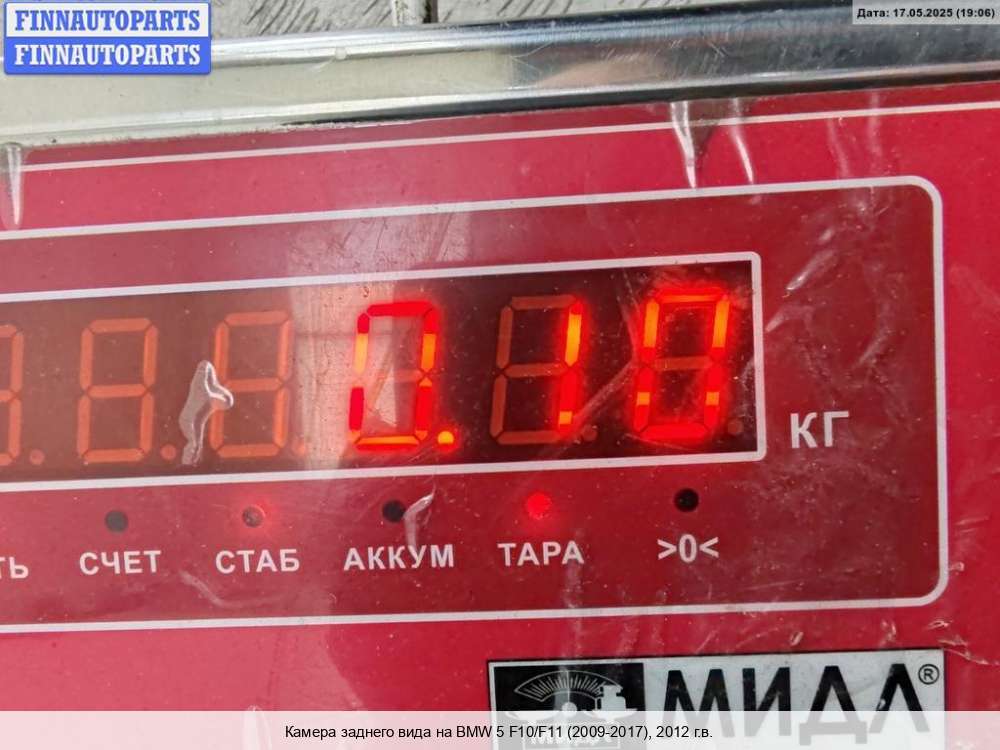 FINNAUTOPARTS
FINNAUTOPARTS
Дата: 17.05.2025 (19:06)
0.10
КГ
СЧЕТ СТАБ АККУМ ТАРА >0<
МИДЛ®
Камера заднего вида на BMW 5 F10/F11 (2009-2017), 2012 г.в.